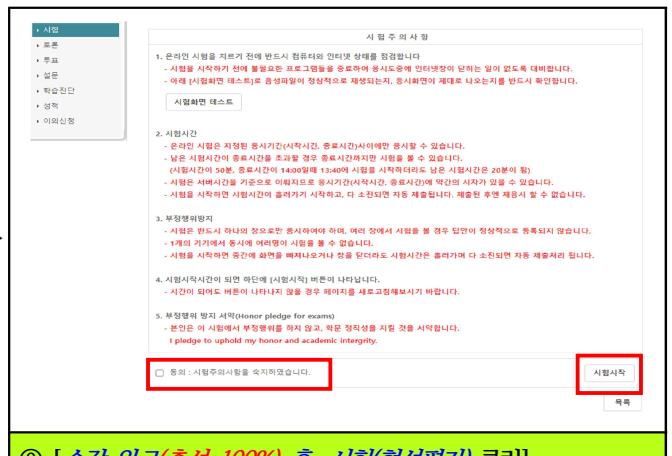 시험
토론
투표
설문
학습진단
성적
이의신청
시 험 주 의 사 항
1. 온라인 시험을 치르기 전에 반드시 컴퓨터와 인터넷 상태를 점검합니다
- 시험을 시작하기 전에 불필요한 프로그램들을 종료하여 응시도중에 인터넷창이 닫히는 일이 없도록 대비합니다.
- 아래 [시험화면 테스트]로 음성파일이 정상적으로 재생되는지, 응시화면이 제대로 나오는지를 반드시 확인합니다.
시험화면 테스트
2. 시험시간
- 온라인 시험은 지정된 응시기간(시작시간, 종료시간)사이에만 응시할 수 있습니다.
- 남은 시험시간이 종료시간을 초과할 경우 종료시간까지만 시험을 볼 수 있습니다.
(시험시간이 50분, 종료시간이 14:00일때 13:40에 시험을 시작하더라도 남은 시험시간은 20분이 됨)
- 시험은 서버시간을 기준으로 이뤄지므로 응시기간(시작시간, 종료시간)에 약간의 시차가 있을 수 있습니다.
- 시험을 시작하면 시험시간이 흘러가기 시작하고, 다 소진되면 자동 제출됩니다. 제출된 후엔 재응시 할 수 없습니다.
3. 부정행위방지
- 시험은 반드시 하나의 창으로만 응시하여야 하며, 여러 창에서 시험을 볼 경우 답안이 정상적으로 등록되지 않습니다.
- 1개의 기기에서 동시에 여러명이 시험을 볼 수 없습니다.
- 시험을 시작하면 중간에 화면을 빠져나오거나 창을 닫더라도 시험시간은 흘러가며 다 소진되면 자동 제출처리 됩니다.
4. 시험시작시간이 되면 하단에 [시험시작] 버튼이 나타납니다.
- 시간이 되어도 버튼이 나타나지 않을 경우 페이지를 새로고침해보시기 바랍니다.
5. 부정행위 방지 서약(Honor pledge for exams)
- 본인은 이 시험에서 부정행위를 하지 않고, 학문 정직성을 지킬 것을 서약합니다.
I pledge to uphold my honor and academic intergrity.
동의 : 시험주의사항을 숙지하였습니다.
시험시작
목록